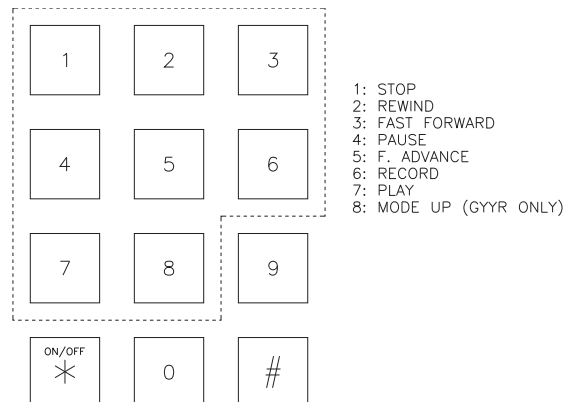 1 2 3
4 5 6
7 8 9
ON/OFF
* 0 #
1: STOP
2: REWIND
3: FAST FORWARD
4: PAUSE
5: F. ADVANCE
6: RECORD
7: PLAY
8: MODE UP (GYYR ONLY)